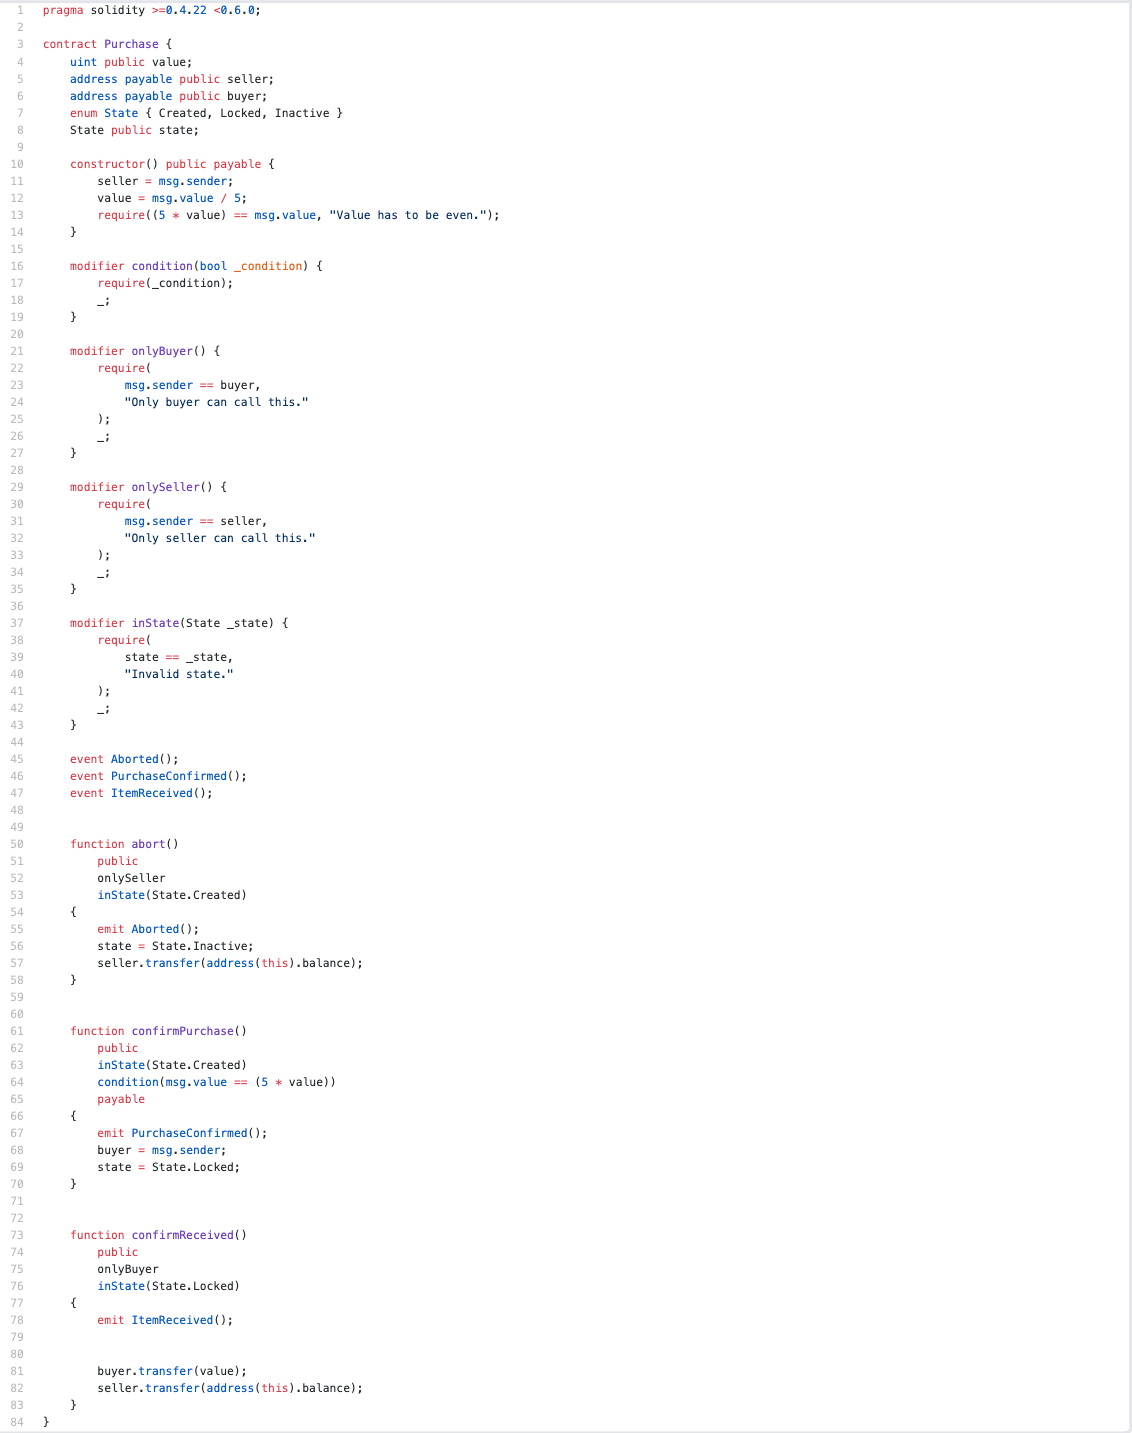 1 pragma solidity >=0.4.22 <0.6.0;
2
3 contract Purchase {
4     uint public value;
5     address payable public seller;
6     address payable public buyer;
7     enum State { Created, Locked, Inactive }
8     State public state;
9
10     constructor() public payable {
11         seller = msg.sender;
12         value = msg.value / 5;
13         require((5 * value) == msg.value, "Value has to be even.");
14     }
15
16     modifier condition(bool _condition) {
17         require(_condition);
18         _;
19     }
20
21     modifier onlyBuyer() {
22         require(
23             msg.sender == buyer,
24             "Only buyer can call this."
25         );
26         _;
27     }
28
29     modifier onlySeller() {
30         require(
31             msg.sender == seller,
32             "Only seller can call this."
33         );
34         _;
35     }
36
37     modifier inState(State _state) {
38         require(
39             state == _state,
40             "Invalid state."
41         );
42         _;
43     }
44
45     event Aborted();
46     event PurchaseConfirmed();
47     event ItemReceived();
48
49
50     function abort()
51         public
52         onlySeller
53         inState(State.Created)
54     {
55         emit Aborted();
56         state = State.Inactive;
57         seller.transfer(address(this).balance);
58     }
59
60
61     function confirmPurchase()
62         public
63         inState(State.Created)
64         condition(msg.value == (5 * value))
65         payable
66     {
67         emit PurchaseConfirmed();
68         buyer = msg.sender;
69         state = State.Locked;
70     }
71
72
73     function confirmReceived()
74         public
75         onlyBuyer
76         inState(State.Locked)
77     {
78         emit ItemReceived();
79
80
81         buyer.transfer(value);
82         seller.transfer(address(this).balance);
83     }
84 }